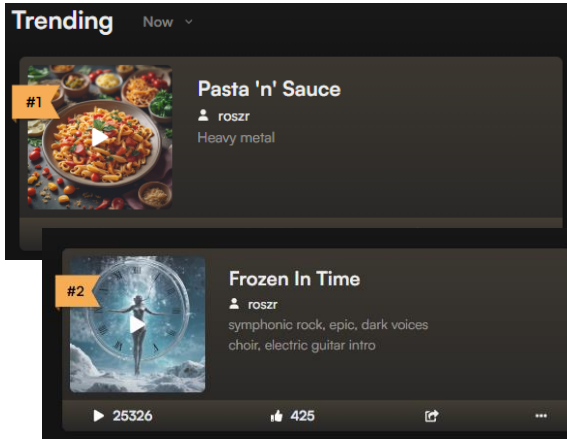 Trending Now
#1
Pasta 'n' Sauce
roszr
Heavy metal
#2
Frozen In Time
roszr
symphonic rock, epic, dark voices
choir, electric guitar intro
25326 425 ...